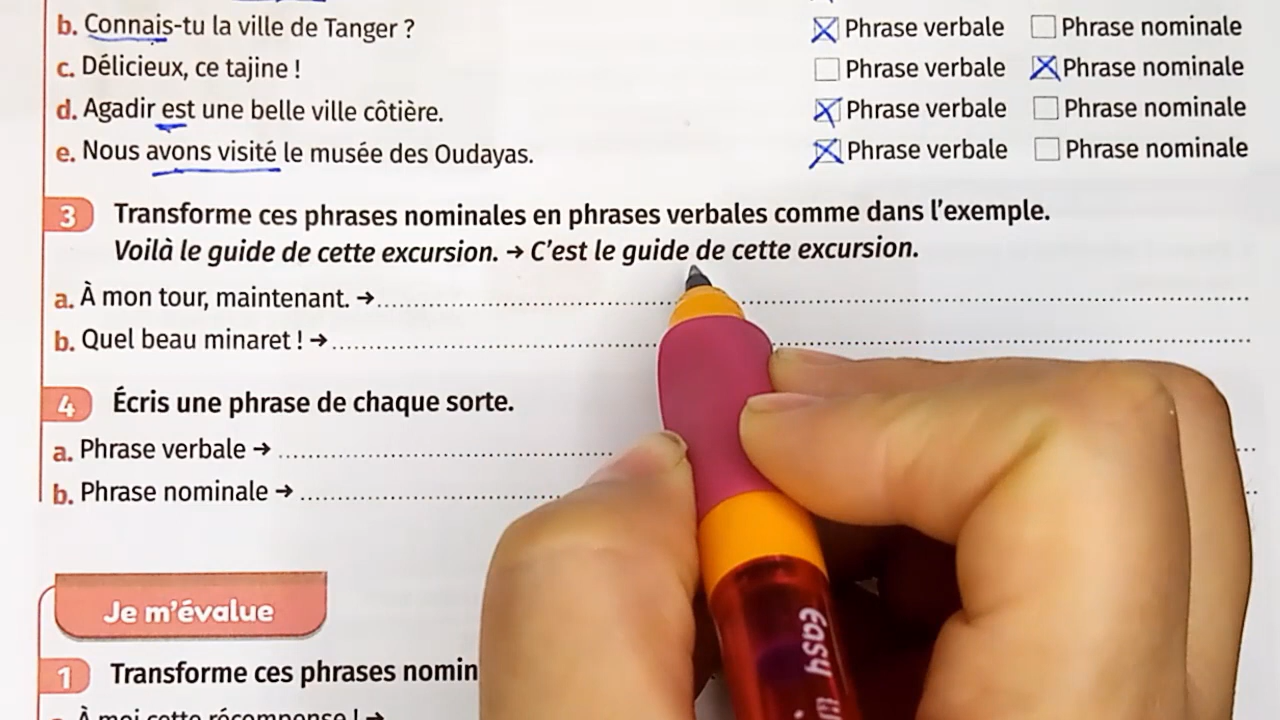 b. Connais-tu la ville de Tanger ? Phrase verbale Phrase nominale
c. Délicieux, ce tajine ! Phrase verbale Phrase nominale
d. Agadir est une belle ville côtière. Phrase verbale Phrase nominale
e. Nous avons visité le musée des Oudayas. Phrase verbale Phrase nominale
3 Transforme ces phrases nominales en phrases verbales comme dans l'exemple.
Voilà le guide de cette excursion. → C'est le guide de cette excursion.
a. À mon tour, maintenant. →
b. Quel beau minaret ! →
4 Écris une phrase de chaque sorte.
a. Phrase verbale →
b. Phrase nominale →
Je m'évalue
1 Transforme ces phrases nomin
À moi cette récompense ! →
easy